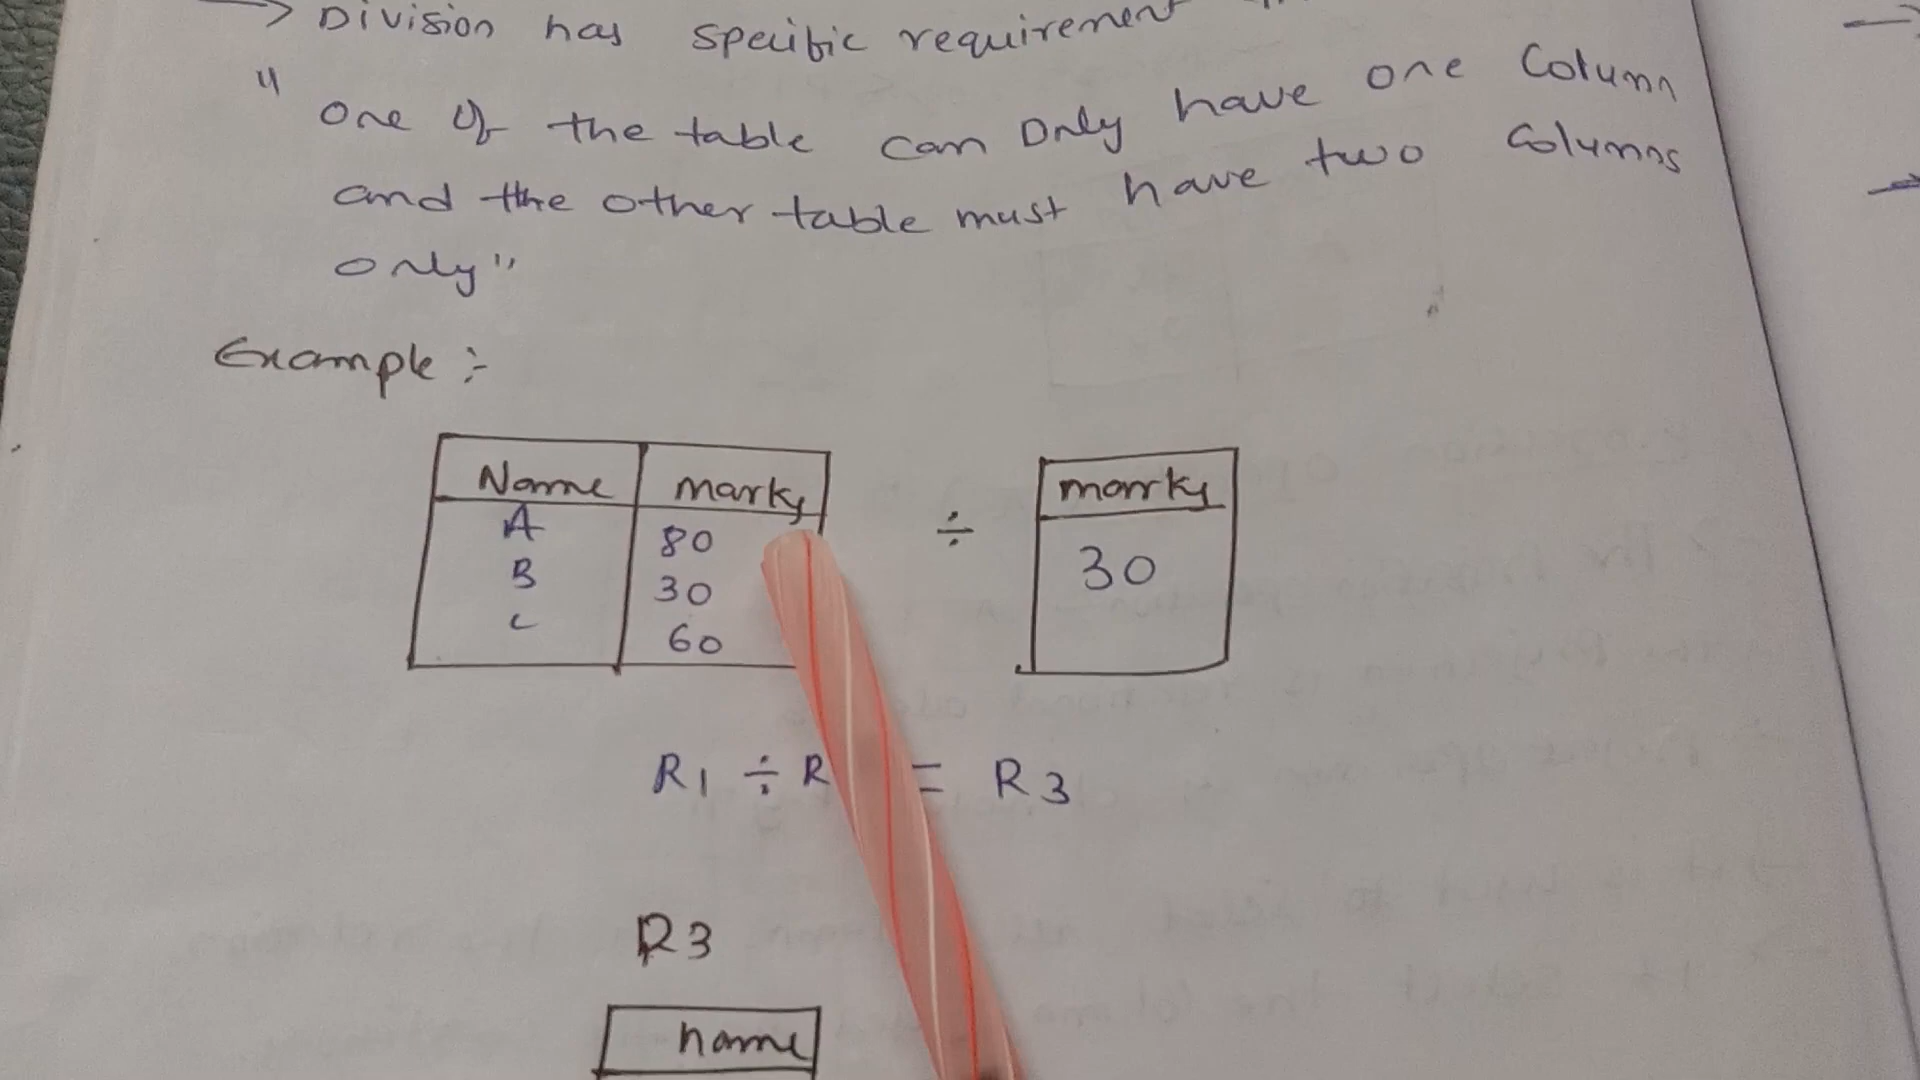 → Division has specific requirement
" One of the table can Only have one Column
and the other table must have two Columns
only"
Example :-
Name marks
A 80
B 30
C 60
÷
marks
30
R1 ÷ R = R3
R3
name